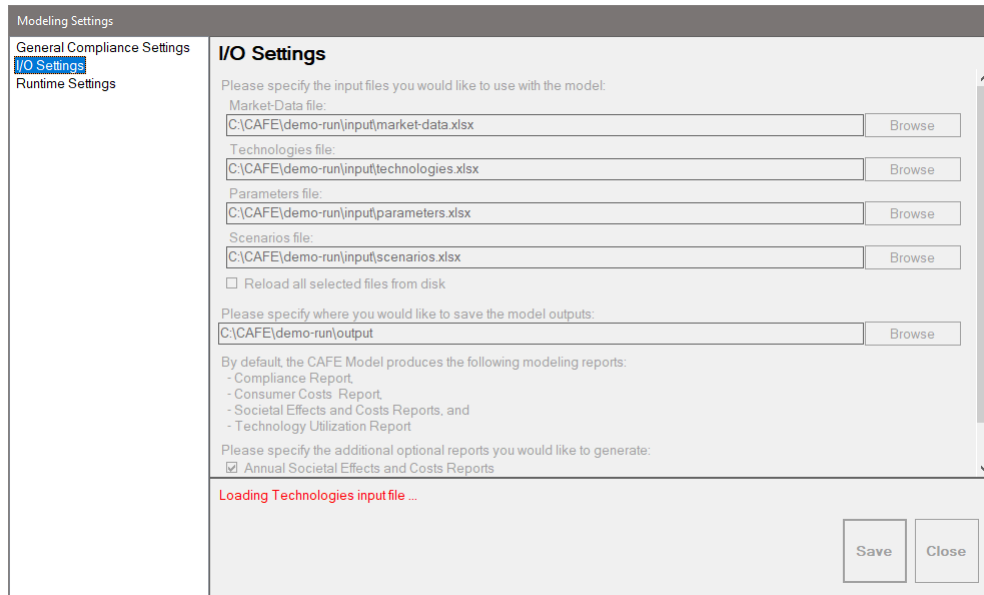 Modeling Settings
General Compliance Settings
I/O Settings
Runtime Settings
I/O Settings
Please specify the input files you would like to use with the model:
Market-Data file:
C:\CAFE\demo-run\input\market-data.xlsx
Browse
Technologies file:
C:\CAFE\demo-run\input\technologies.xlsx
Browse
Parameters file:
C:\CAFE\demo-run\input\parameters.xlsx
Browse
Scenarios file:
C:\CAFE\demo-run\input\scenarios.xlsx
Browse
Reload all selected files from disk
Please specify where you would like to save the model outputs:
C:\CAFE\demo-run\output
Browse
By default, the CAFE Model produces the following modeling reports:
- Compliance Report,
- Consumer Costs Report,
- Societal Effects and Costs Reports, and
- Technology Utilization Report
Please specify the additional optional reports you would like to generate:
Annual Societal Effects and Costs Reports
Loading Technologies input file ...
Save
Close